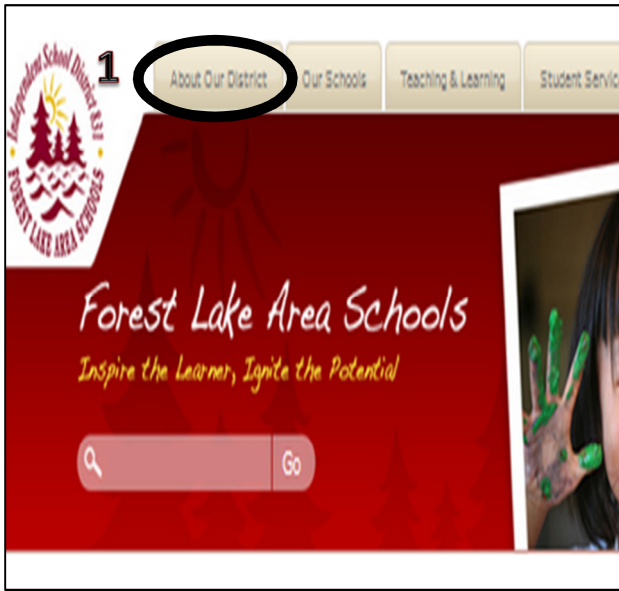 Independent School District 831
FOREST LAKE AREA SCHOOLS
1
About Our District
Our Schools
Teaching & Learning
Student Servic
Forest Lake Area Schools
Inspire the Learner, Ignite the Potential
Go